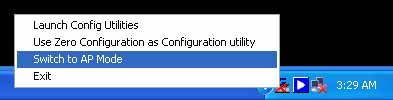 Launch Config Utilities
Use Zero Configuration as Configuration utility
Switch to AP Mode
Exit
3:29 AM